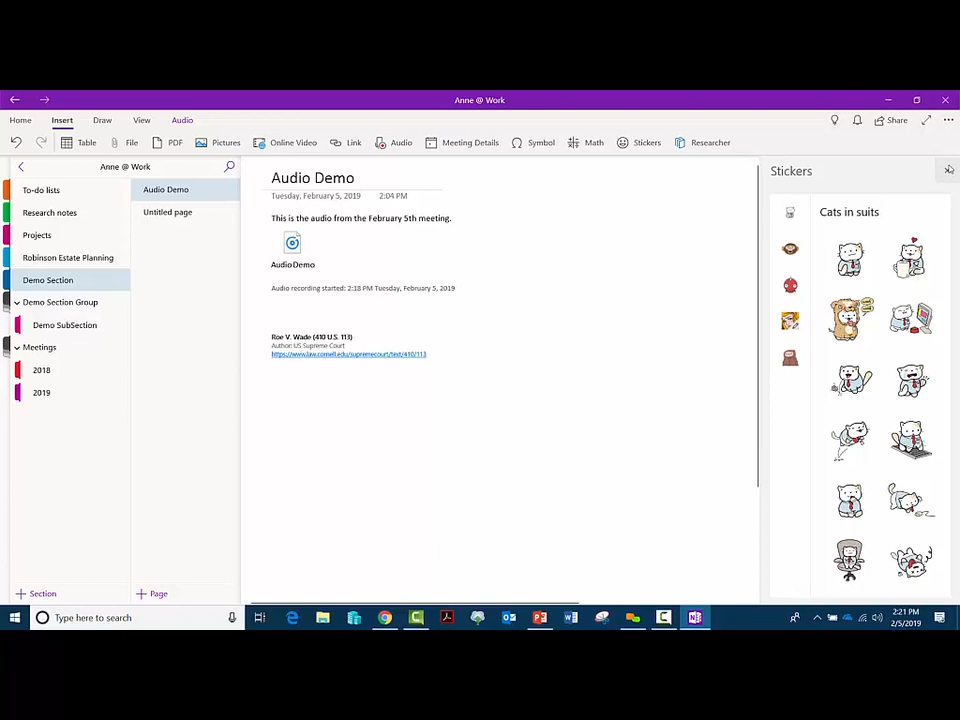 Anne @ Work
Home Insert Draw View Audio Share
Table File PDF Pictures Online Video Link Audio Meeting Details Symbol Math Stickers Researcher
Anne @ Work
To-do lists
Research notes
Projects
Robinson Estate Planning
Demo Section
Demo Section Group
Demo SubSection
Meetings
2018
2019
+ Section
Audio Demo
Untitled page
+ Page
Audio Demo
Tuesday, February 5, 2019 2:04 PM
This is the audio from the February 5th meeting.
AudioDemo
Audio recording started: 2:18 PM Tuesday, February 5, 2019
Roe V. Wade (410 U.S. 113)
Author: US Supreme Court
https://www.law.cornell.edu/supremecourt/text/410/113
Stickers
Cats in suits
Type here to search
2:21 PM
2/5/2019